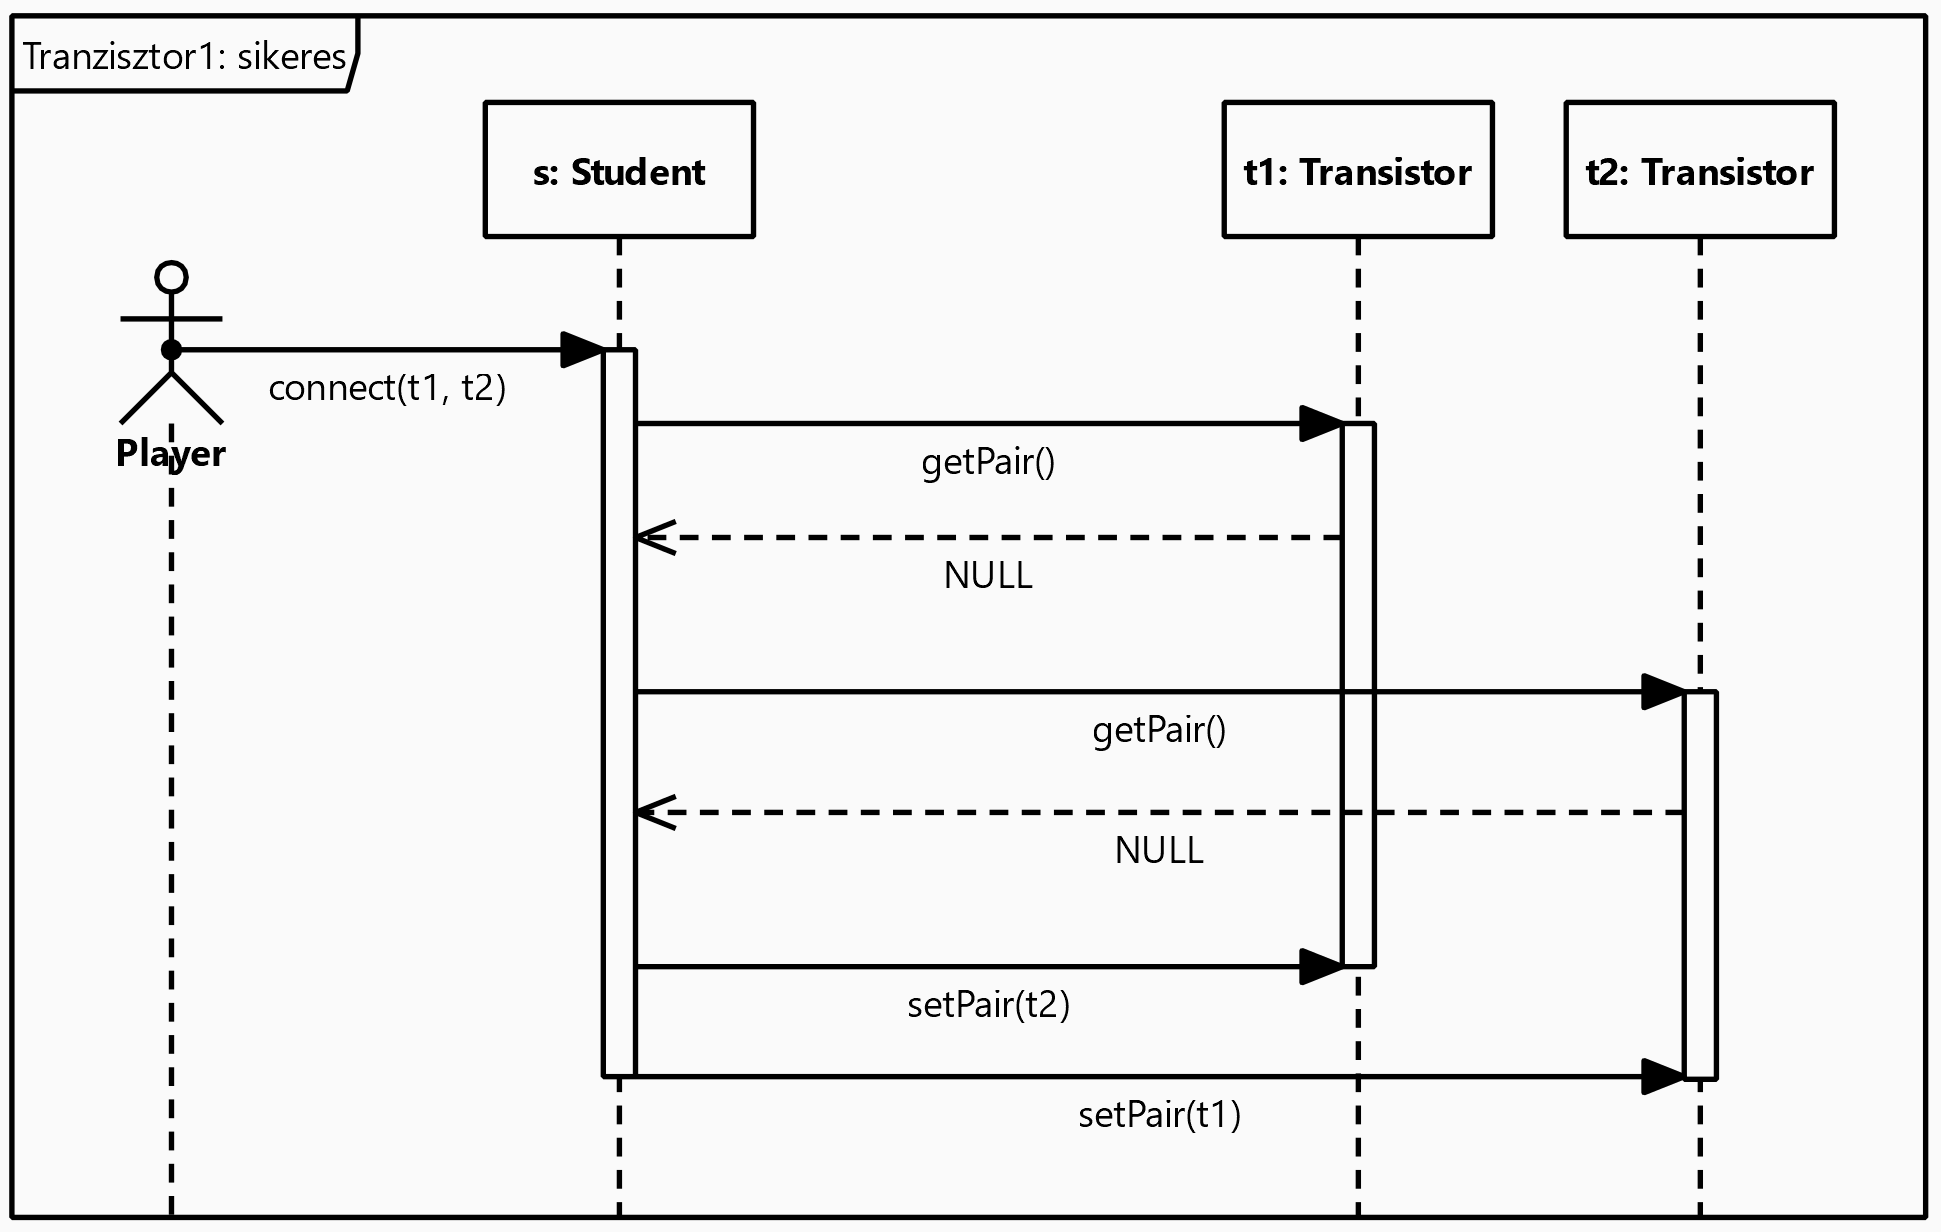 Tranzisztor1: sikeres
s: Student
t1: Transistor
t2: Transistor
Player
connect(t1, t2)
getPair()
NULL
getPair()
NULL
setPair(t2)
setPair(t1)